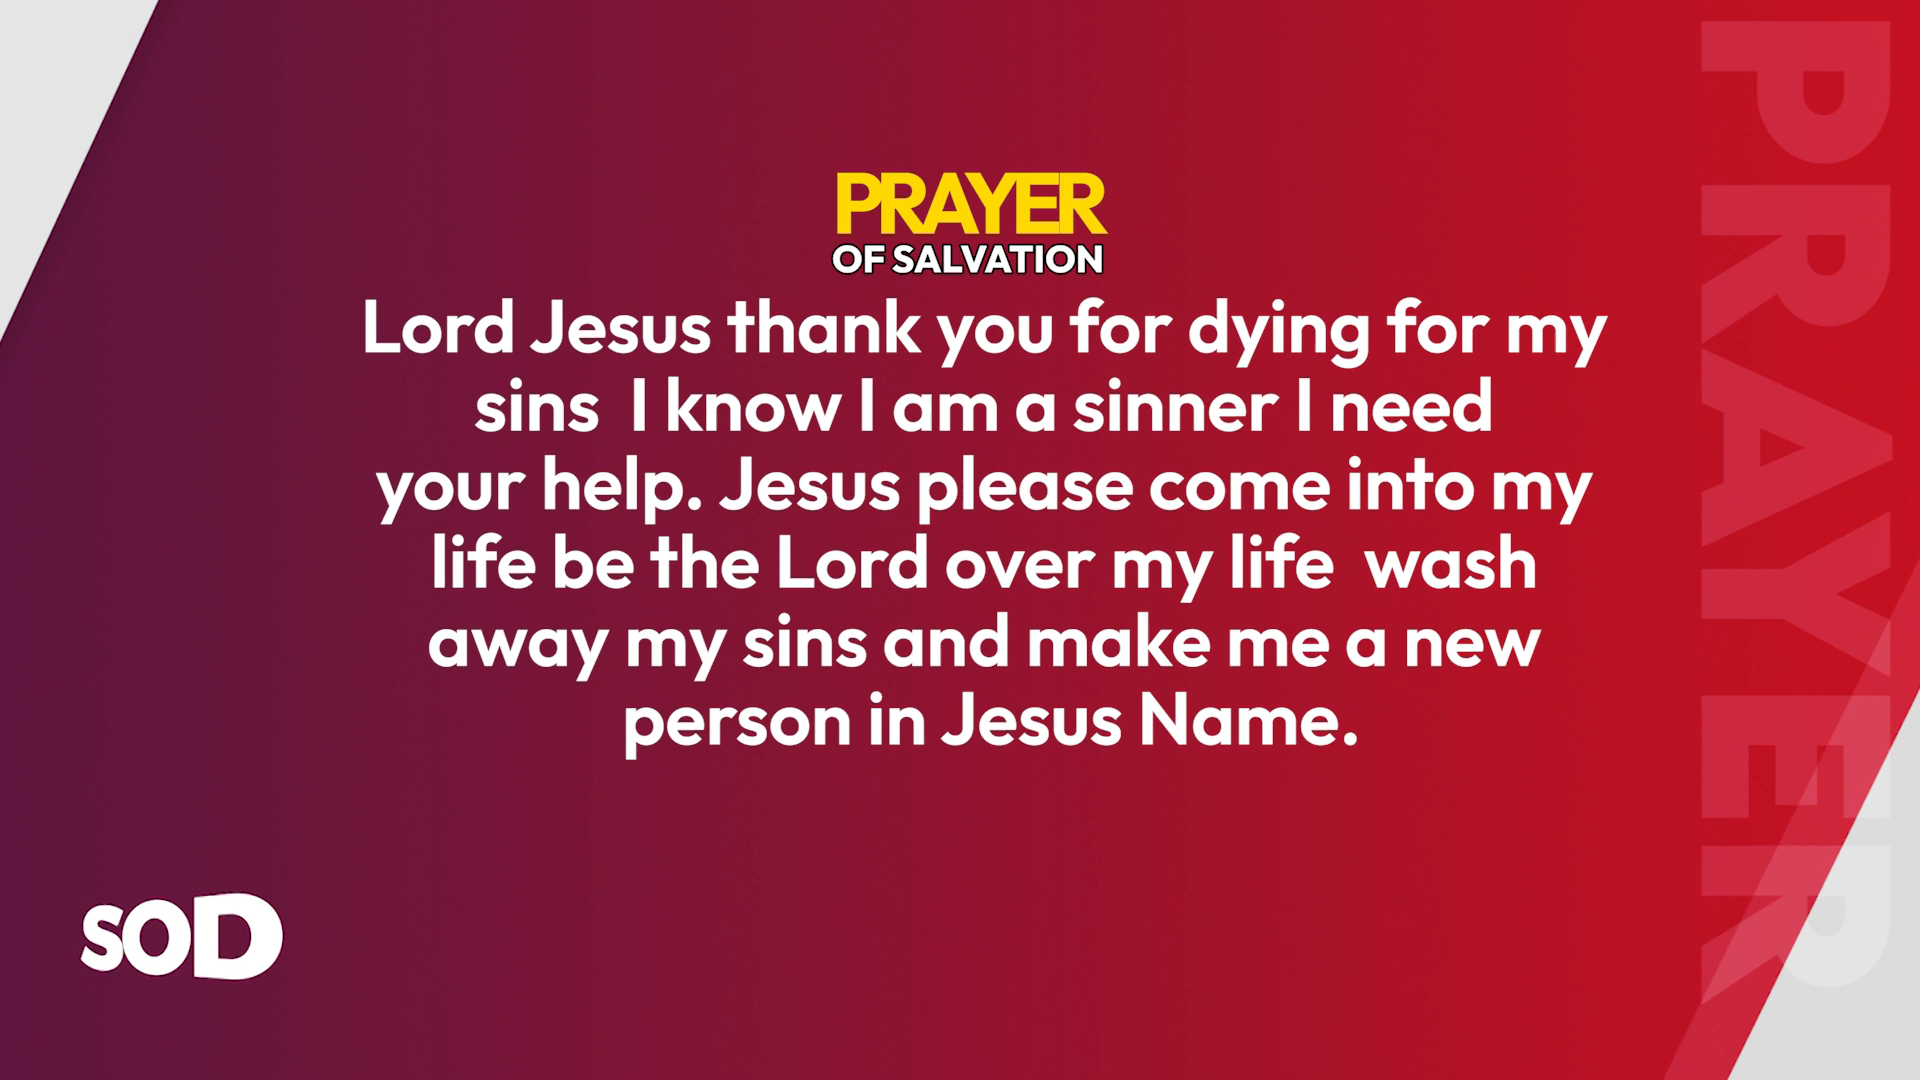 PRAYER
OF SALVATION
Lord Jesus thank you for dying for my
sins  I know I am a sinner I need
your help. Jesus please come into my
life be the Lord over my life  wash
away my sins and make me a new
person in Jesus Name.
SOD
PRAYER